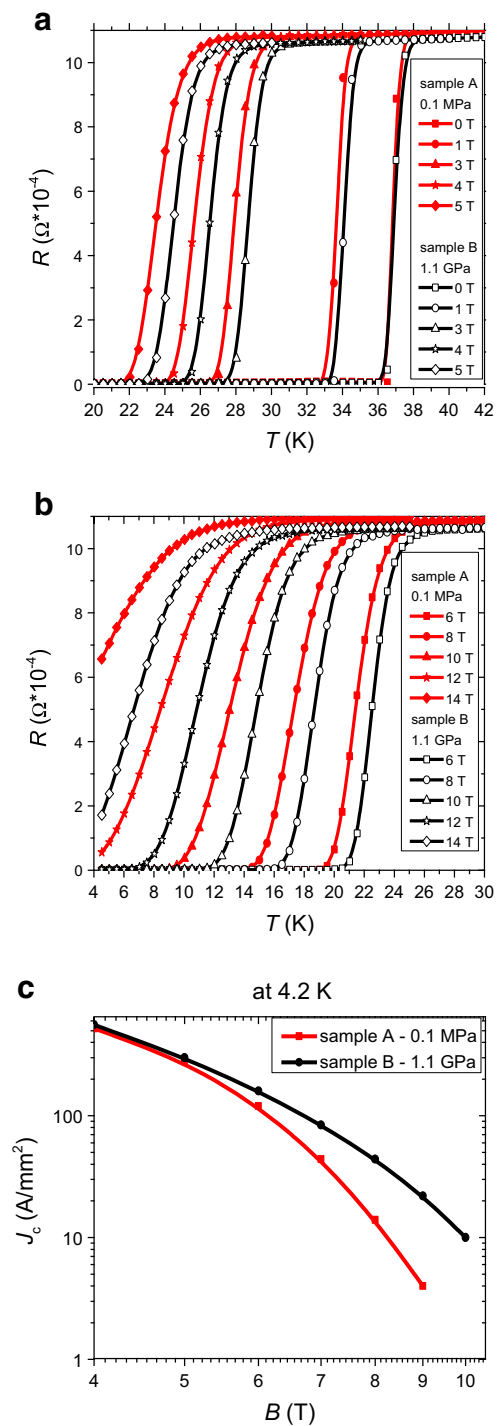 a
10
8
6
4
2
0
R (Ω*10⁻⁴)
sample A
0.1 MPa
0 T
1 T
3 T
4 T
5 T
sample B
1.1 GPa
0 T
1 T
3 T
4 T
5 T
20 22 24 26 28 30 32 34 36 38 40 42
T (K)
b
10
8
6
4
2
0
R (Ω*10⁻⁴)
sample A
0.1 MPa
6 T
8 T
10 T
12 T
14 T
sample B
1.1 GPa
6 T
8 T
10 T
12 T
14 T
4 6 8 10 12 14 16 18 20 22 24 26 28 30
T (K)
c
at 4.2 K
sample A - 0.1 MPa
sample B - 1.1 GPa
100
10
1
J_c (A/mm²)
4 5 6 7 8 9 10
B (T)